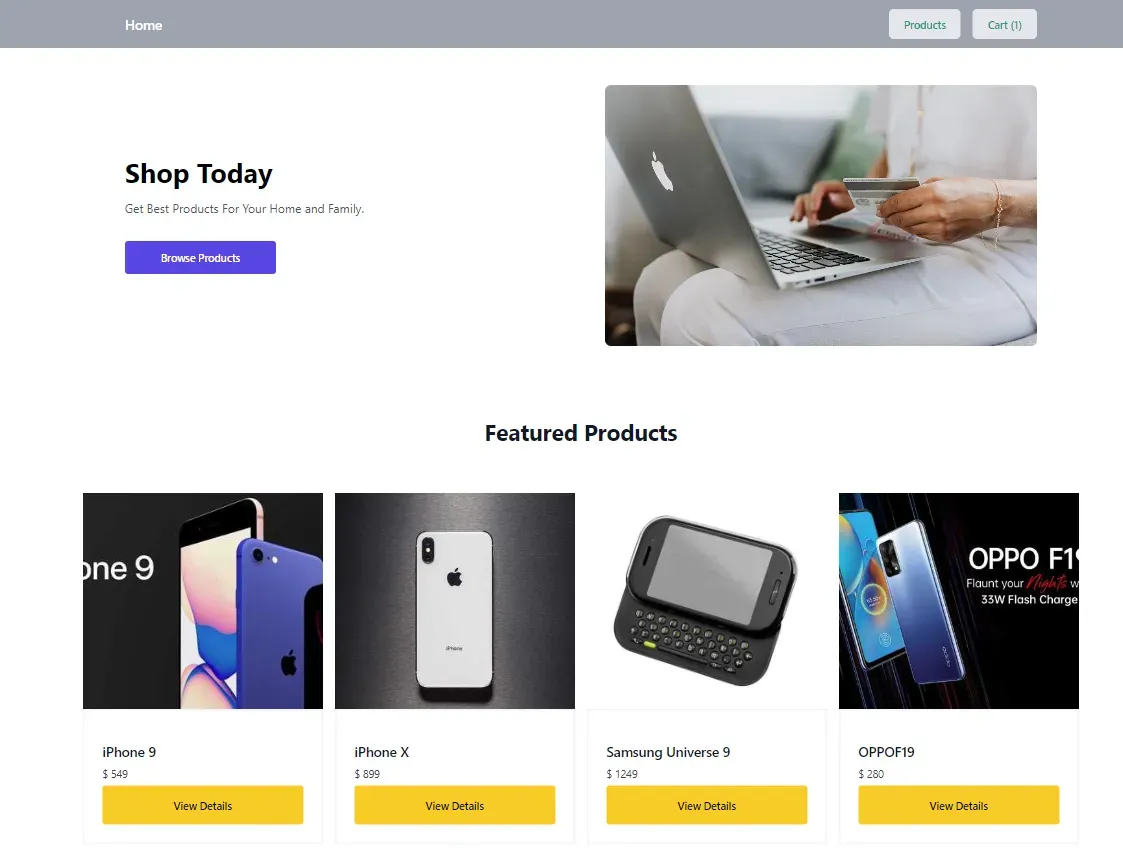 Home
Products
Cart (1)
Shop Today
Get Best Products For Your Home and Family.
Browse Products
Featured Products
one 9
iPhone
OPPO F19
Flaunt your Nights w
33W Flash Charge
iPhone 9
$ 549
View Details
iPhone X
$ 899
View Details
Samsung Universe 9
$ 1249
View Details
OPPOF19
$ 280
View Details